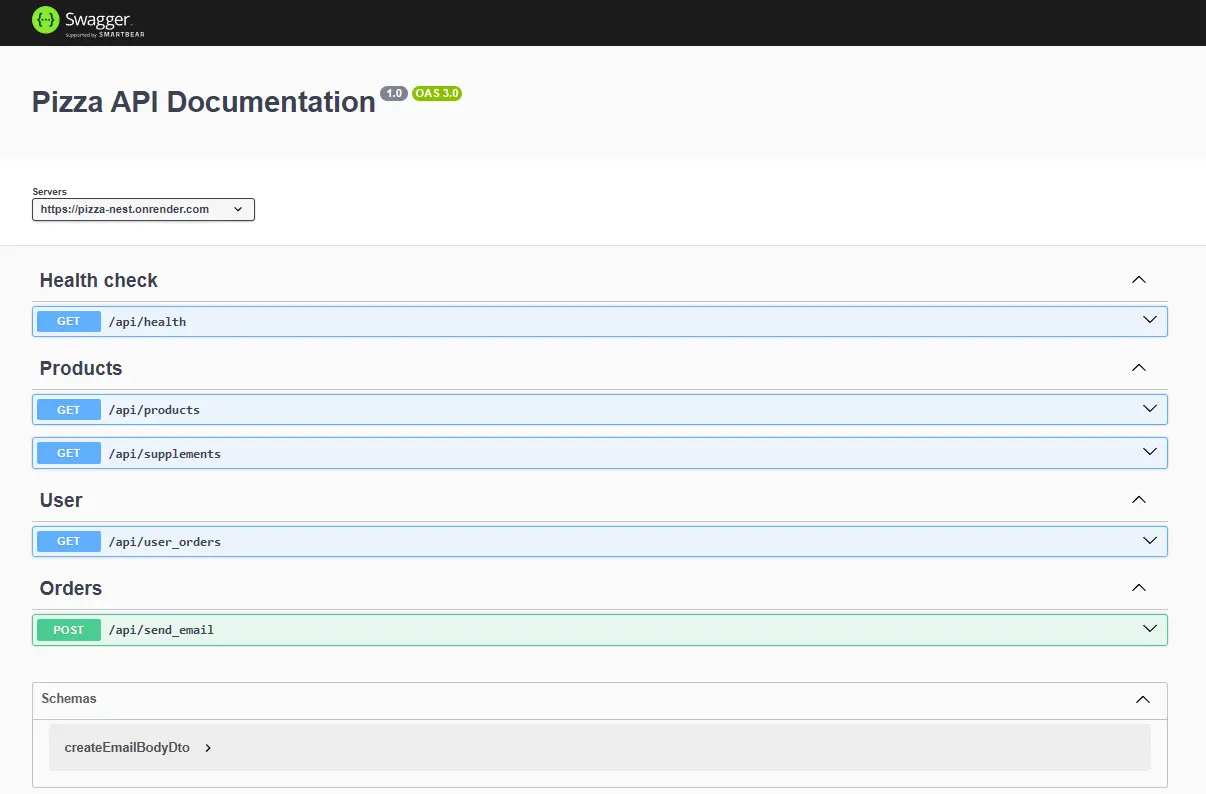 Swagger
Supported by SMARTBEAR
Pizza API Documentation 1.0 OAS 3.0
Servers
https://pizza-nest.onrender.com
Health check
GET /api/health
Products
GET /api/products
GET /api/supplements
User
GET /api/user_orders
Orders
POST /api/send_email
Schemas
createEmailBodyDto